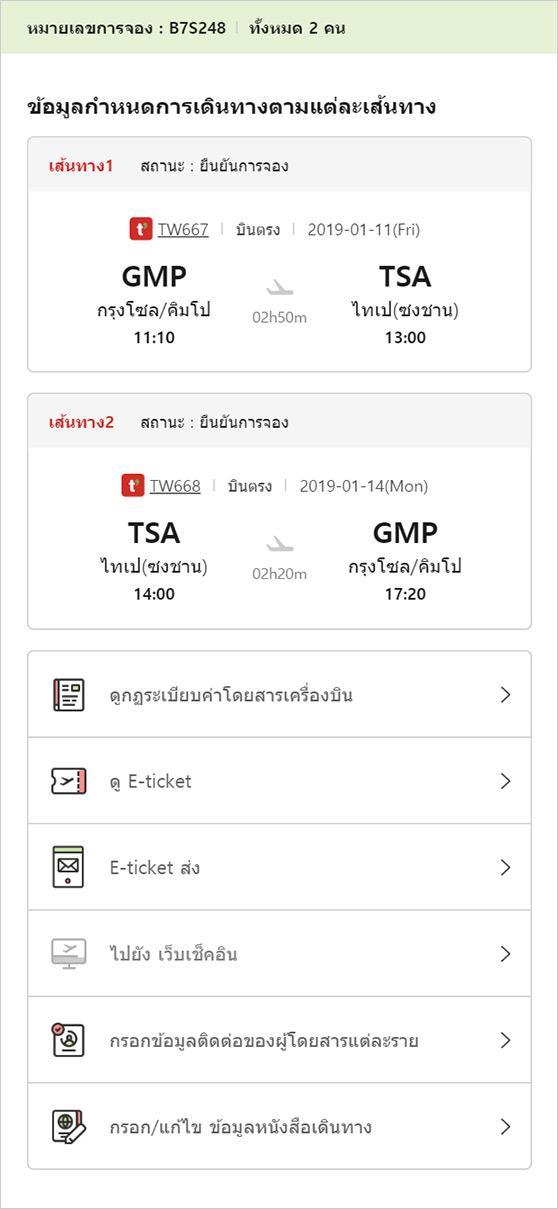 หมายเลขการจอง : B7S248 | ทั้งหมด 2 คน
ข้อมูลกำหนดการเดินทางตามแต่ละเส้นทาง
เส้นทาง1 สถานะ : ยืนยันการจอง
t' TW667 | บินตรง | 2019-01-11(Fri)
GMP TSA
กรุงโซล/คิมโป ไทเป(ซงชาน)
02h50m
11:10 13:00
เส้นทาง2 สถานะ : ยืนยันการจอง
t' TW668 | บินตรง | 2019-01-14(Mon)
TSA GMP
ไทเป(ซงชาน) กรุงโซล/คิมโป
02h20m
14:00 17:20
ดูกฏระเบียบค่าโดยสารเครื่องบิน
ดู E-ticket
E-ticket ส่ง
ไปยัง เว็บเช็คอิน
กรอกข้อมูลติดต่อของผู้โดยสารแต่ละราย
กรอก/แก้ไข ข้อมูลหนังสือเดินทาง